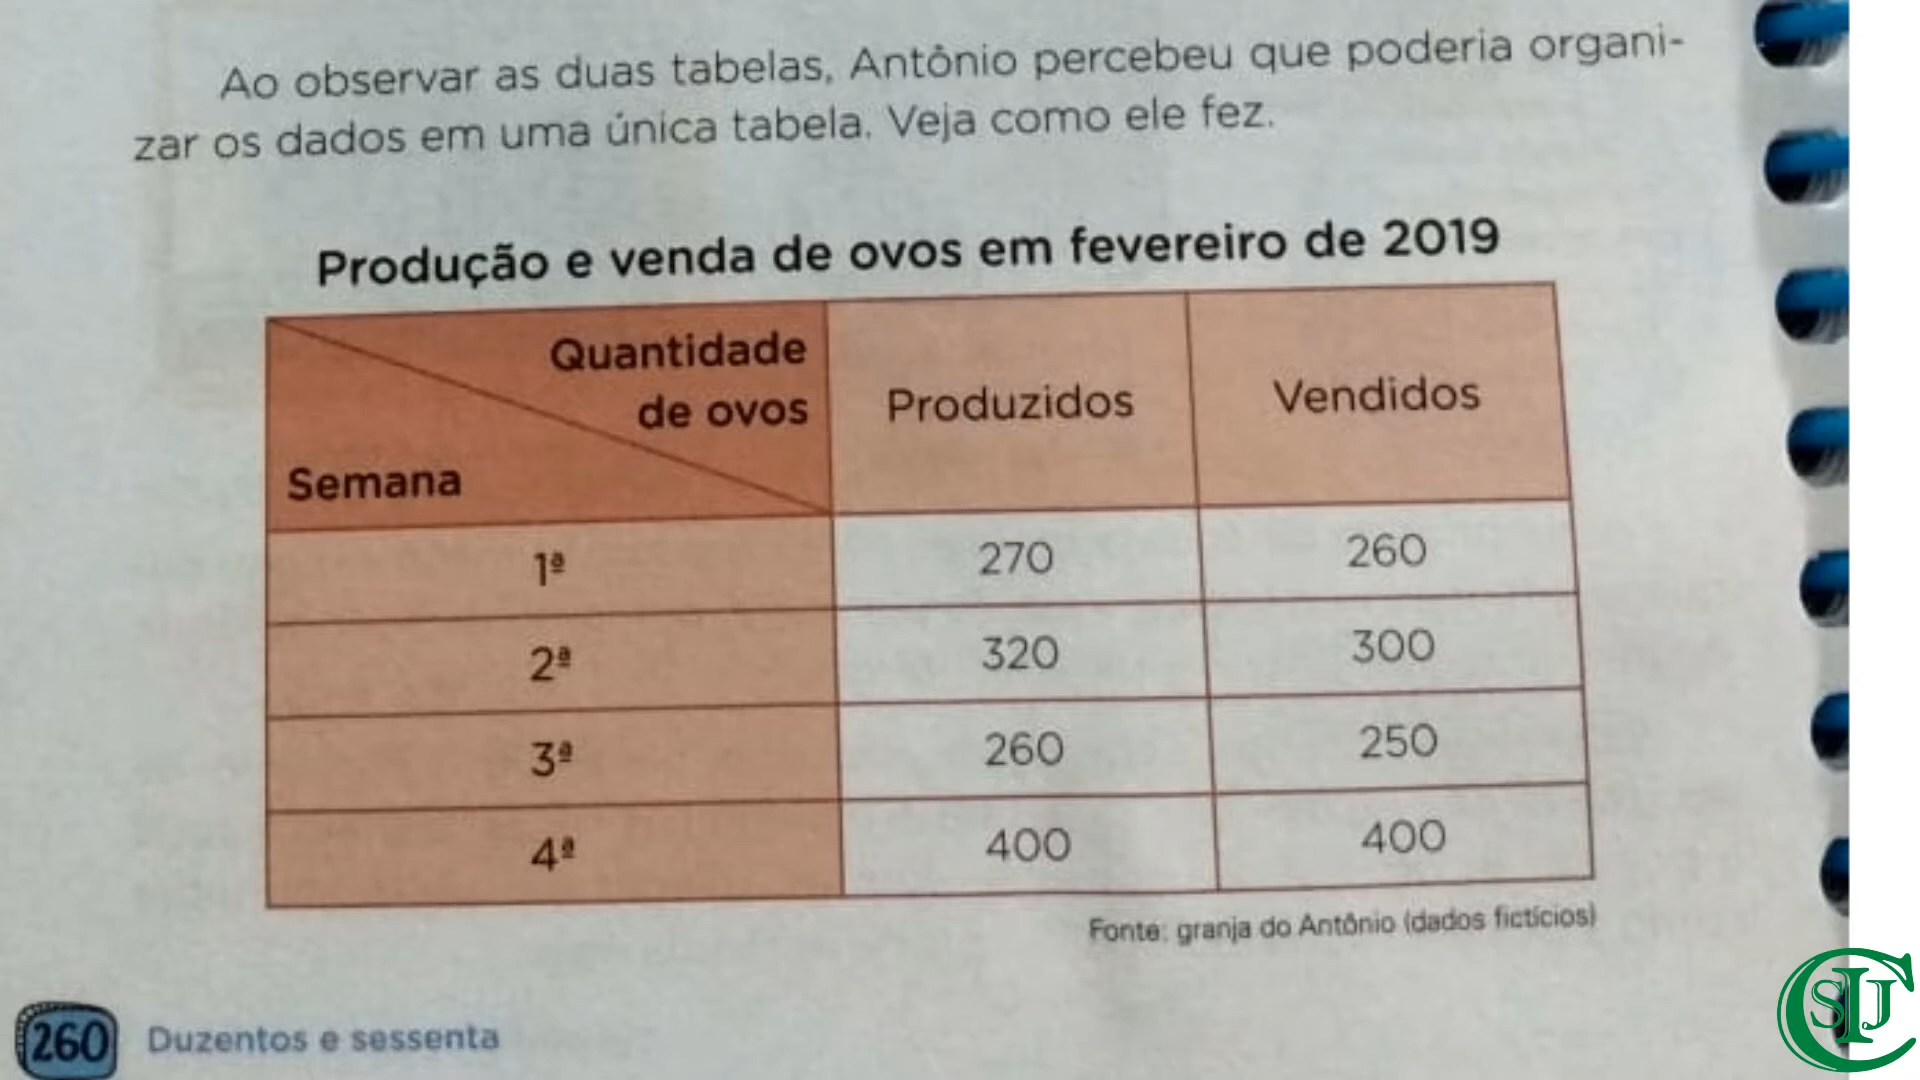 Ao observar as duas tabelas, Antônio percebeu que poderia organi-
zar os dados em uma única tabela. Veja como ele fez.
Produção e venda de ovos em fevereiro de 2019
Quantidade
de ovos
Semana
Produzidos
Vendidos
1ª 270 260
2ª 320 300
3ª 260 250
4ª 400 400
Fonte: granja do Antônio (dados fictícios)
260 Duzentos e sessenta
CSIJ